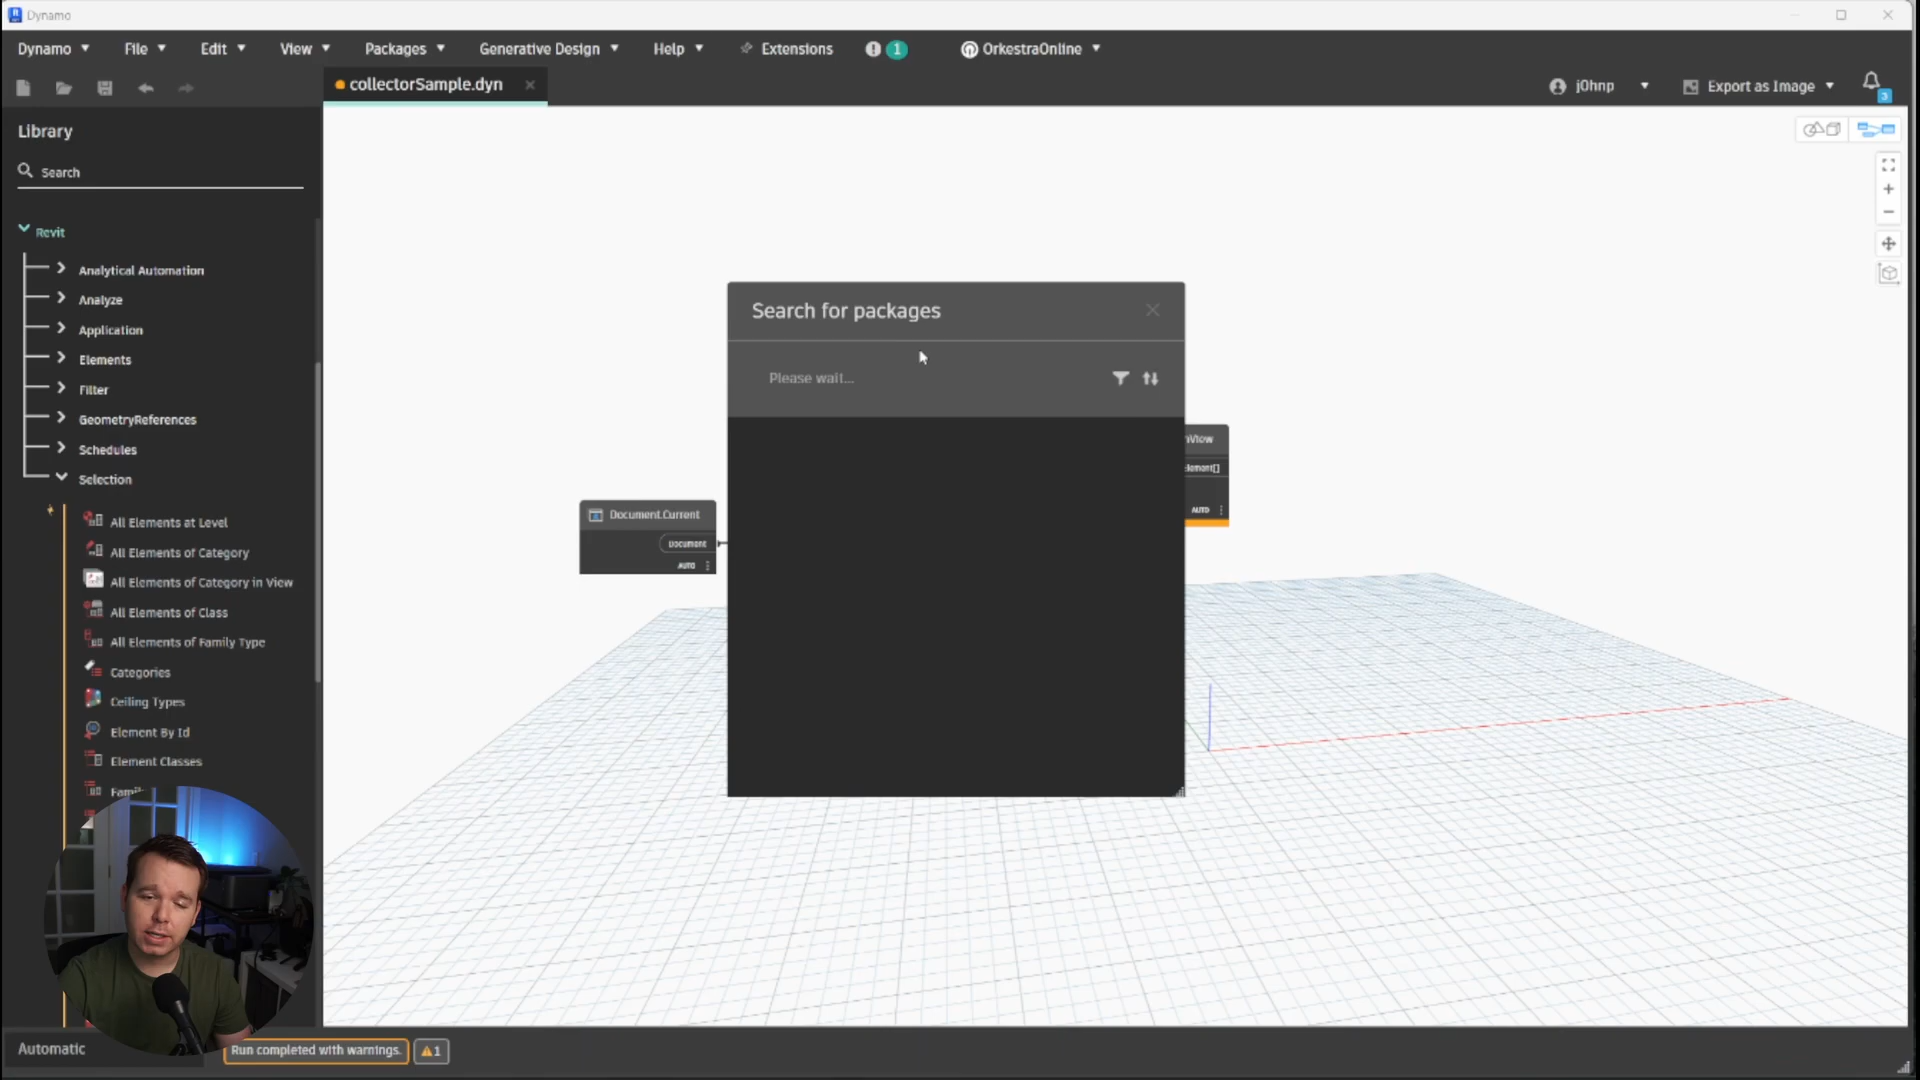 Dynamo
Dynamo File Edit View Packages Generative Design Help Extensions 1 OrkestraOnline
collectorSample.dyn
j0hnp Export as Image 3
Library
Search
Revit
Analytical Automation
Analyze
Application
Elements
Filter
GeometryReferences
Schedules
Selection
All Elements at Level
All Elements of Category
All Elements of Category in View
All Elements of Class
All Elements of Family Type
Categories
Ceiling Types
Element By Id
Element Classes
Search for packages
Please wait...
Document.Current
Document
AUTO
AUTO
Automatic
Run completed with warnings.
1